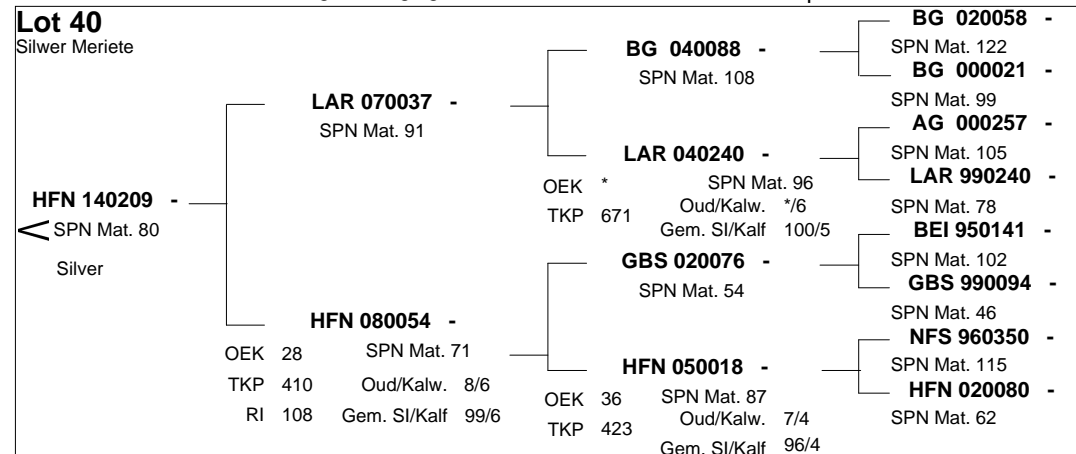 Lot 40
Silwer Meriete
BG 020058 -
SPN Mat. 122
BG 040088 -
SPN Mat. 108
BG 000021 -
SPN Mat. 99
LAR 070037 -
SPN Mat. 91
AG 000257 -
SPN Mat. 105
LAR 040240 -
OEK * SPN Mat. 96
TKP 671 Oud/Kalw. */6
Gem. SI/Kalf 100/5
LAR 990240 -
SPN Mat. 78
HFN 140209 -
< SPN Mat. 80
Silver
BEI 950141 -
SPN Mat. 102
GBS 020076 -
SPN Mat. 54
GBS 990094 -
SPN Mat. 46
HFN 080054 -
OEK 28 SPN Mat. 71
TKP 410 Oud/Kalw. 8/6
RI 108 Gem. SI/Kalf 99/6
NFS 960350 -
SPN Mat. 115
HFN 050018 -
OEK 36 SPN Mat. 87
TKP 423 Oud/Kalw. 7/4
Gem. SI/Kalf 96/4
HFN 020080 -
SPN Mat. 62